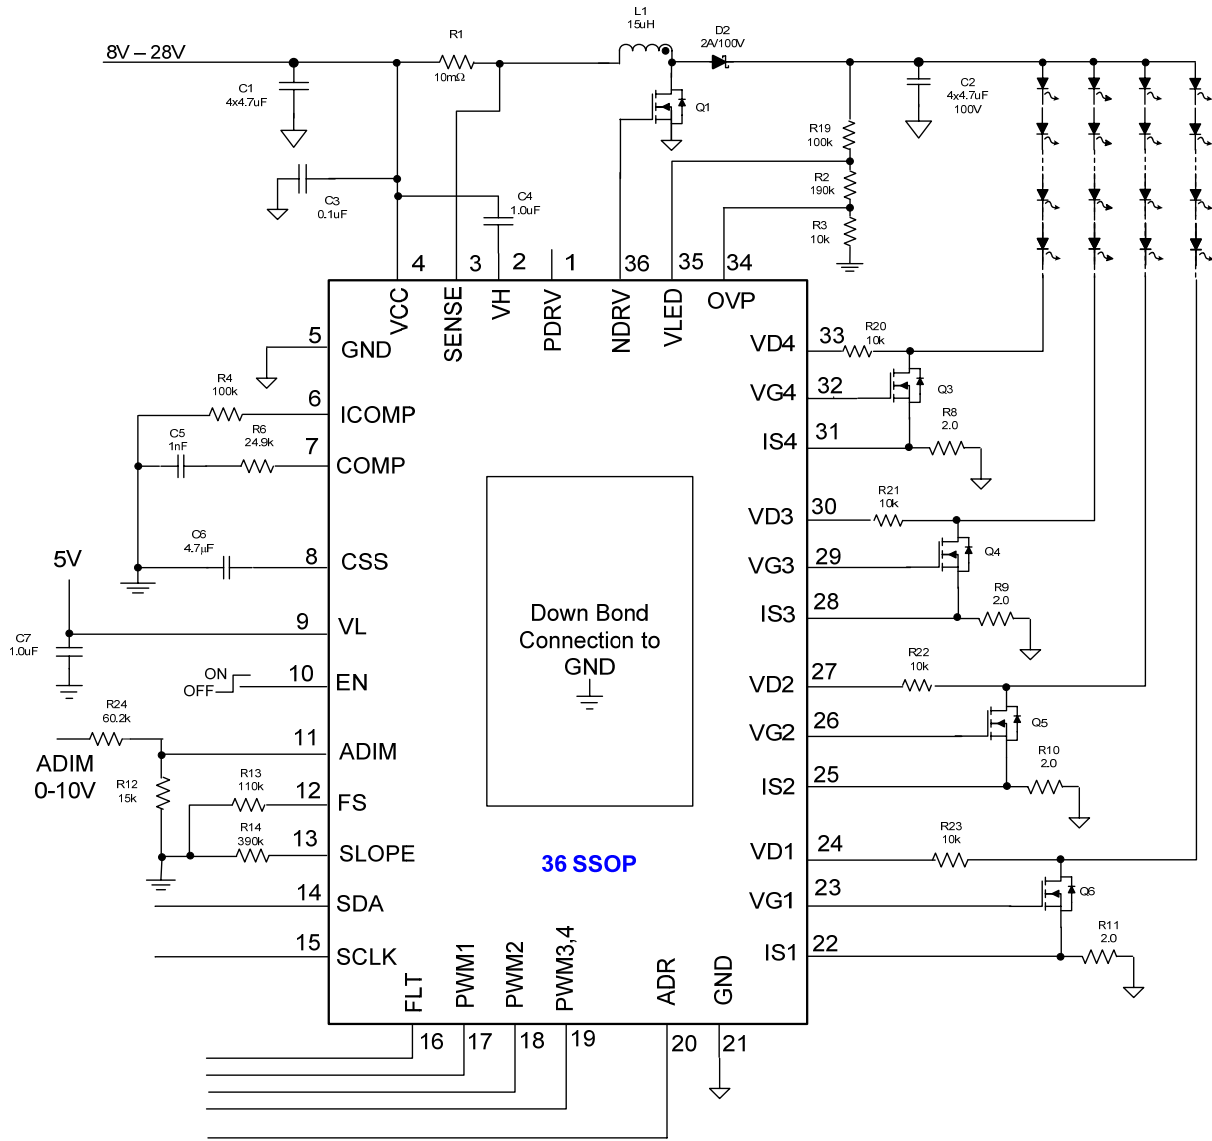 L1
15uH
D2
2A/100V
R1
10mΩ
8V – 28V
C1
4x4.7uF
Q1
C2
4x4.7uF
100V
R19
100k
R2
190k
R3
10k
C3
0.1uF
C4
1.0uF
4
3
2
1
36
35
34
VCC
SENSE
VH
PDRV
NDRV
VLED
OVP
5
GND
R4
100k
6
ICOMP
C5
1nF
R6
24.9k
7
COMP
C6
4.7µF
8
CSS
5V
C7
1.0uF
9
VL
ON
OFF
10
EN
R24
60.2k
ADIM
0-10V
11
ADIM
R12
15k
R13
110k
12
FS
R14
390k
13
SLOPE
14
SDA
15
SCLK
Down Bond
Connection to
GND
36 SSOP
VD4
33
R20
10k
VG4
32
Q3
IS4
31
R8
2.0
VD3
30
R21
10k
VG3
29
Q4
IS3
28
R9
2.0
VD2
27
R22
10k
VG2
26
Q5
IS2
25
R10
2.0
VD1
24
R23
10k
VG1
23
Q6
IS1
22
R11
2.0
FLT
PWM1
PWM2
PWM3,4
ADR
GND
16
17
18
19
20
21